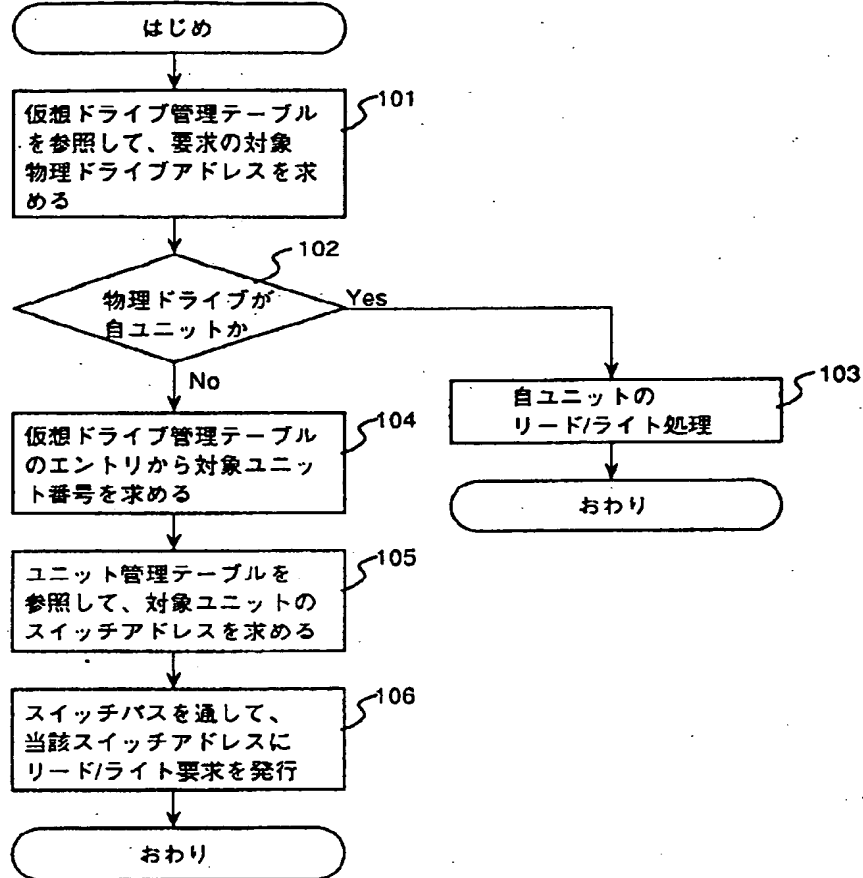 はじめ
101
仮想ドライブ管理テーブル
を参照して、要求の対象
物理ドライブアドレスを求
める
102
物理ドライブが
自ユニットか
Yes
No
103
自ユニットの
リード/ライト処理
おわり
104
仮想ドライブ管理テーブル
のエントリから対象ユニッ
ト番号を求める
105
ユニット管理テーブルを
参照して、対象ユニットの
スイッチアドレスを求める
106
スイッチパスを通して、
当該スイッチアドレスに
リード/ライト要求を発行
おわり